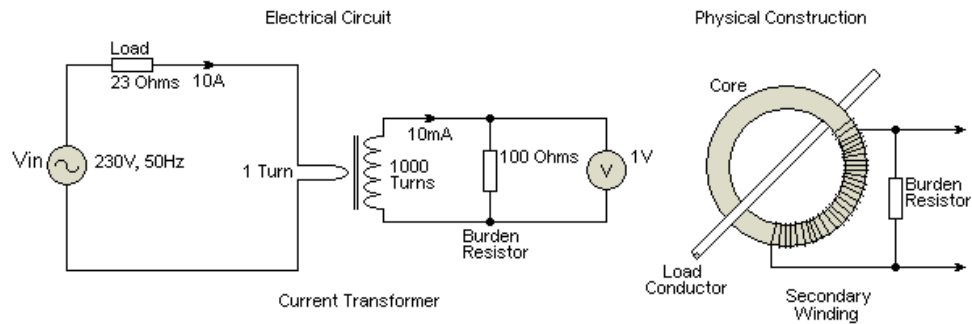 Electrical Circuit
Physical Construction
Load
23 Ohms
10A
Vin
230V, 50Hz
1 Turn
1000
Turns
10mA
100 Ohms
V
1V
Burden
Resistor
Current Transformer
Core
Burden
Resistor
Load
Conductor
Secondary
Winding